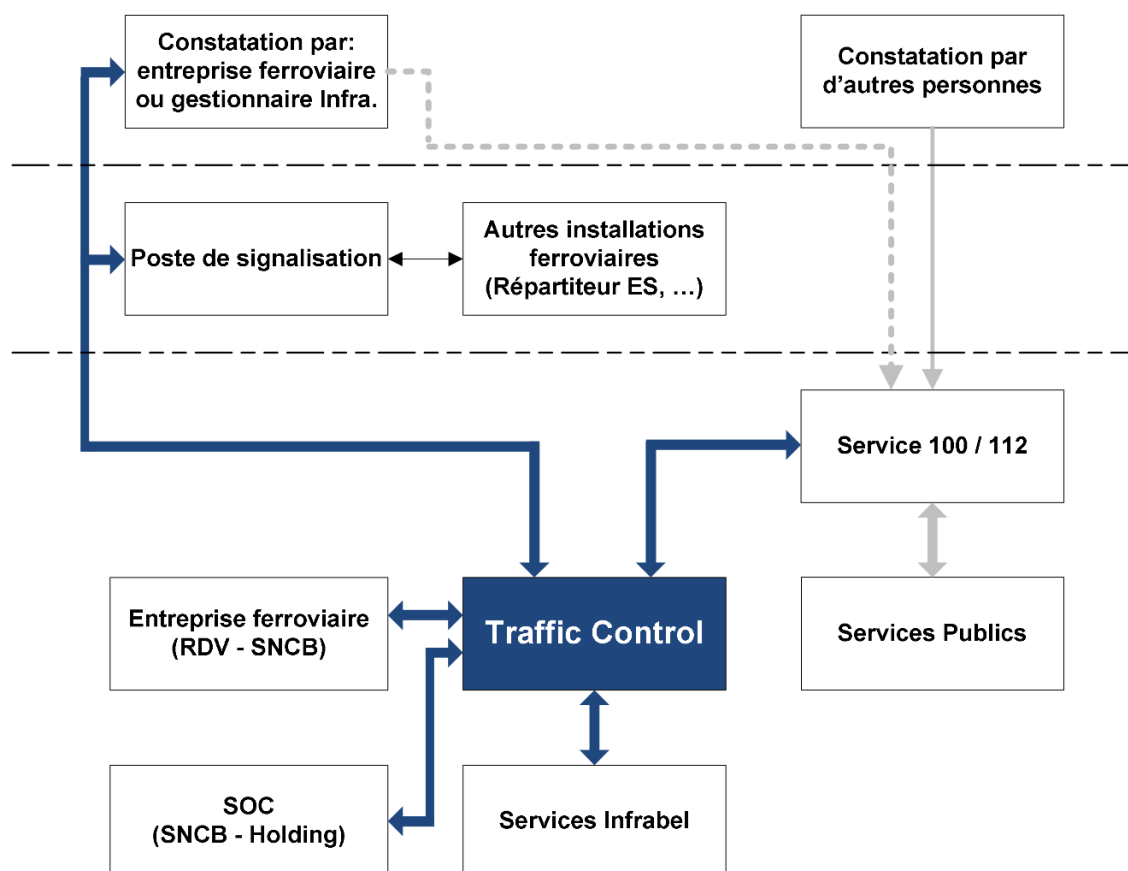 Constatation par:
entreprise ferroviaire
ou gestionnaire Infra.
Constatation par
d'autres personnes
Poste de signalisation
Autres installations
ferroviaires
(Répartiteur ES, …)
Service 100 / 112
Entreprise ferroviaire
(RDV - SNCB)
Traffic Control
Services Publics
SOC
(SNCB - Holding)
Services Infrabel